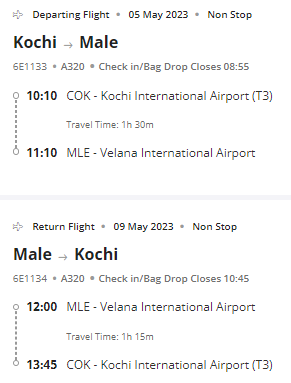 Departing Flight • 05 May 2023 • Non Stop
Kochi → Male
6E1133 • A320 • Check in/Bag Drop Closes 08:55
10:10 COK - Kochi International Airport (T3)
Travel Time: 1h 30m
11:10 MLE - Velana International Airport
Return Flight • 09 May 2023 • Non Stop
Male → Kochi
6E1134 • A320 • Check in/Bag Drop Closes 10:45
12:00 MLE - Velana International Airport
Travel Time: 1h 15m
13:45 COK - Kochi International Airport (T3)